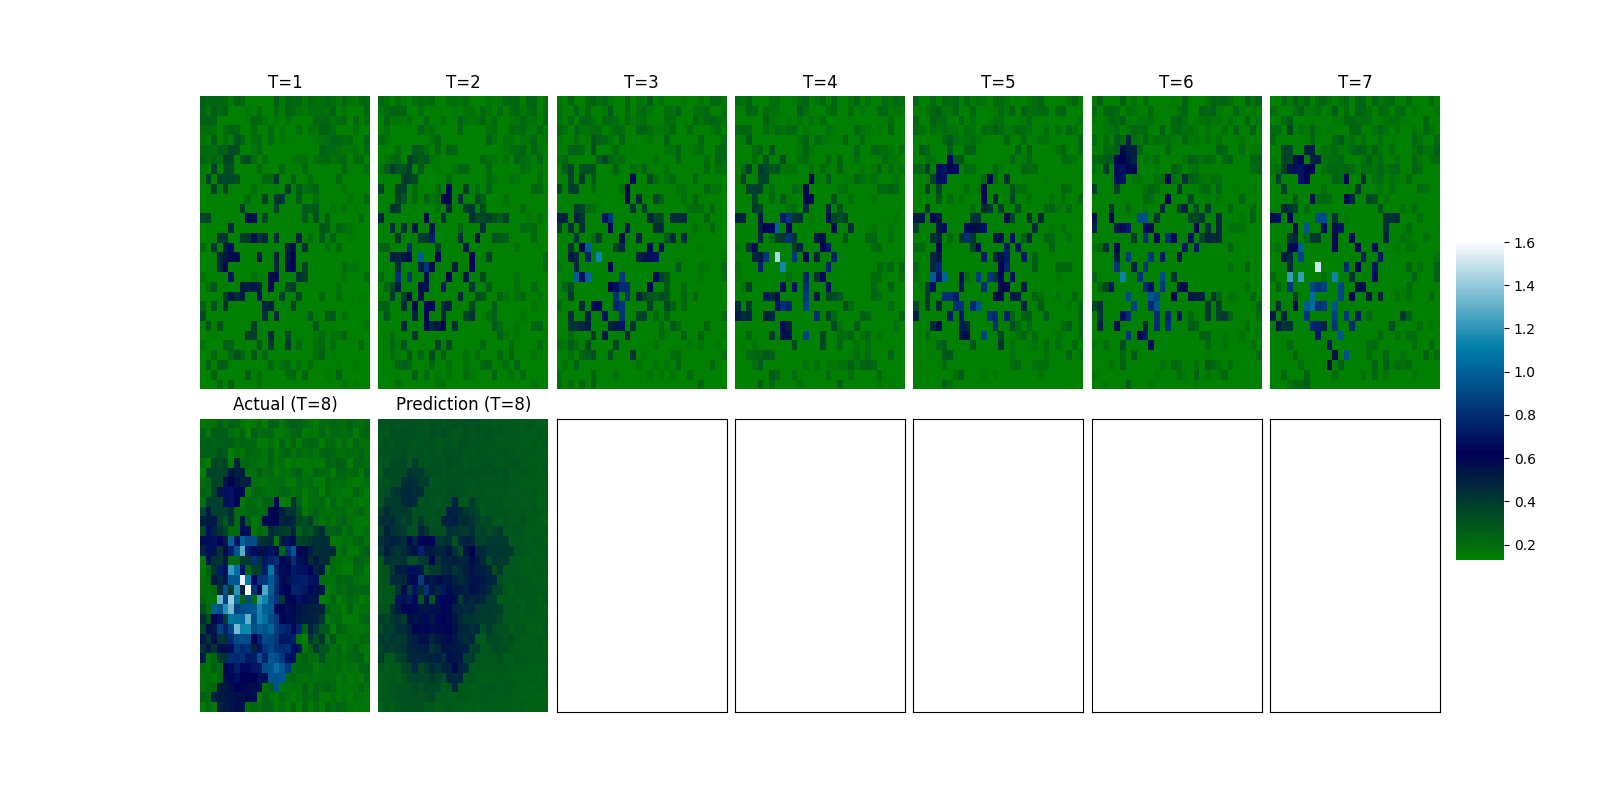 T=1
T=2
T=3
T=4
T=5
T=6
T=7
Actual (T=8)
Prediction (T=8)
1.6
1.4
1.2
1.0
0.8
0.6
0.4
0.2